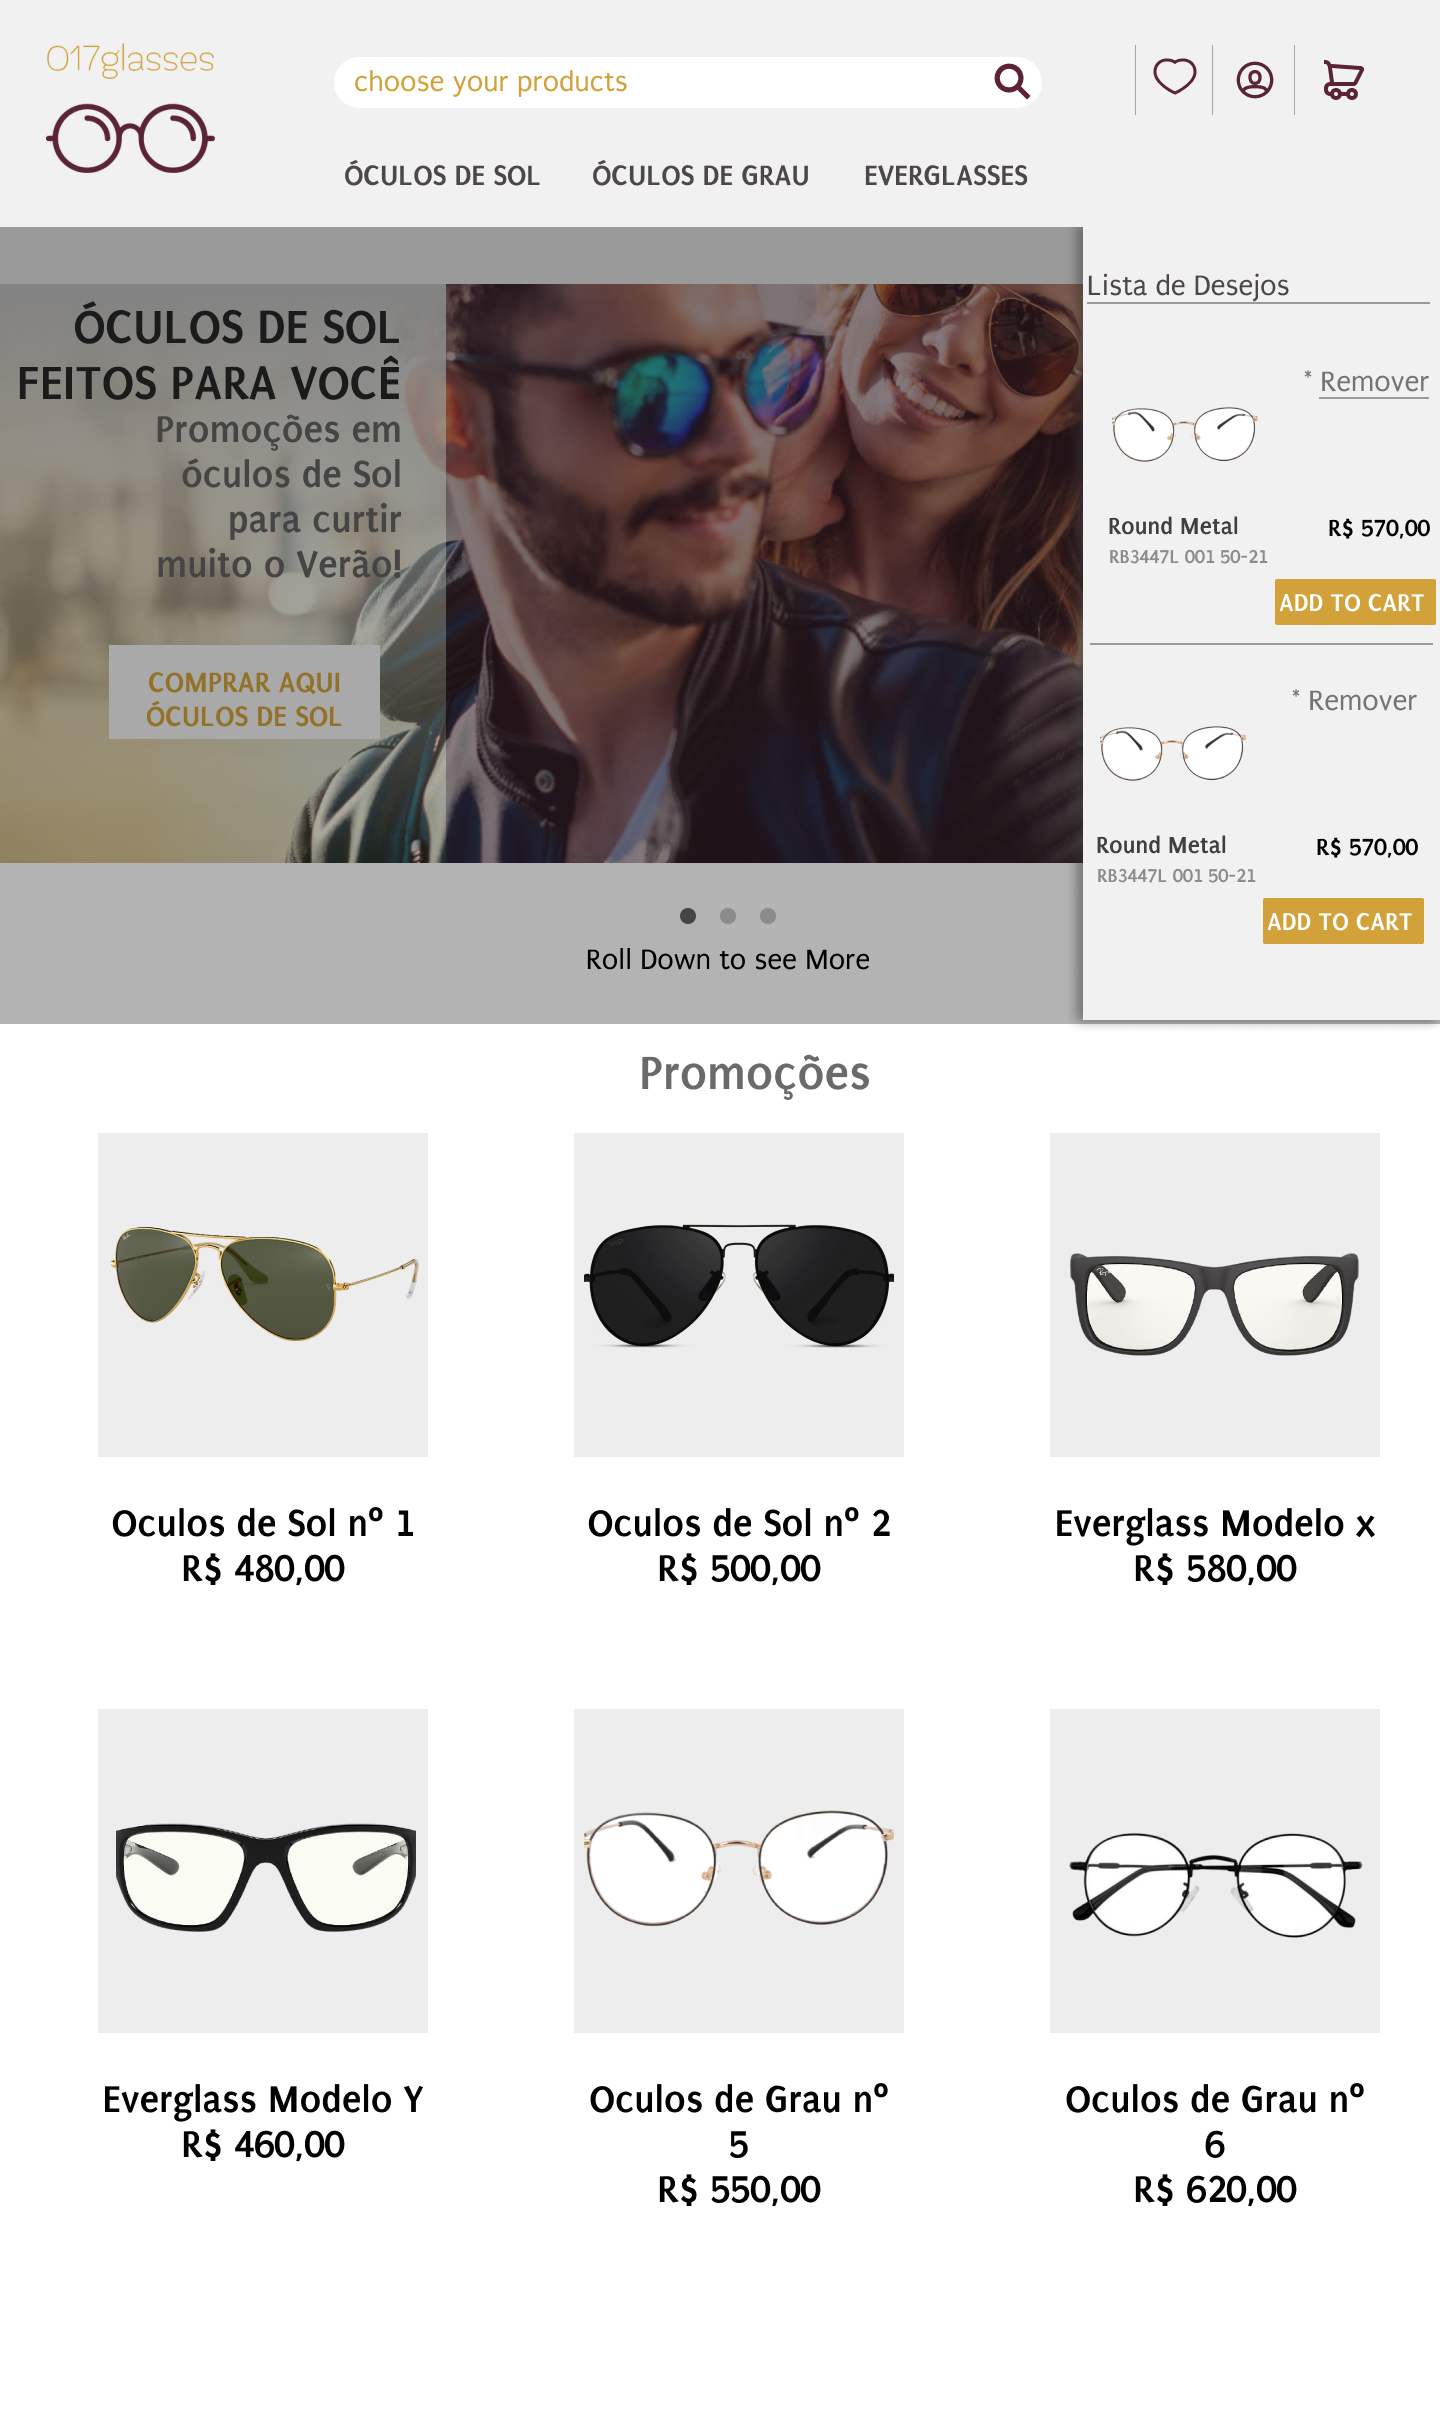 017glasses
choose your products
ÓCULOS DE SOL
ÓCULOS DE GRAU
EVERGLASSES
ÓCULOS DE SOL
FEITOS PARA VOCÊ
Promoções em
óculos de Sol
para curtir
muito o Verão!
COMPRAR AQUI
ÓCULOS DE SOL
Roll Down to see More
Lista de Desejos
* Remover
Round Metal
R$ 570,00
RB3447L 001 50-21
ADD TO CART
* Remover
Round Metal
R$ 570,00
RB3447L 001 50-21
ADD TO CART
Promoções
Oculos de Sol nº 1
R$ 480,00
Oculos de Sol nº 2
R$ 500,00
Everglass Modelo x
R$ 580,00
Everglass Modelo Y
R$ 460,00
Oculos de Grau nº
5
R$ 550,00
Oculos de Grau nº
6
R$ 620,00